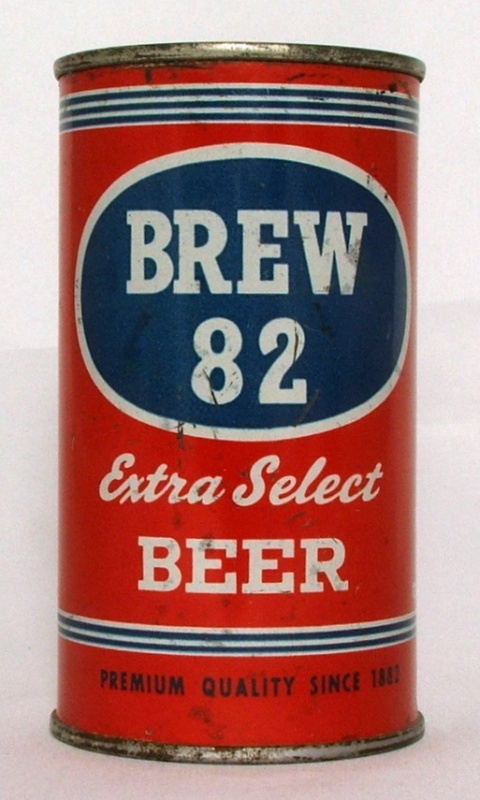 BREW
82
Extra Select
BEER
PREMIUM QUALITY SINCE 1882